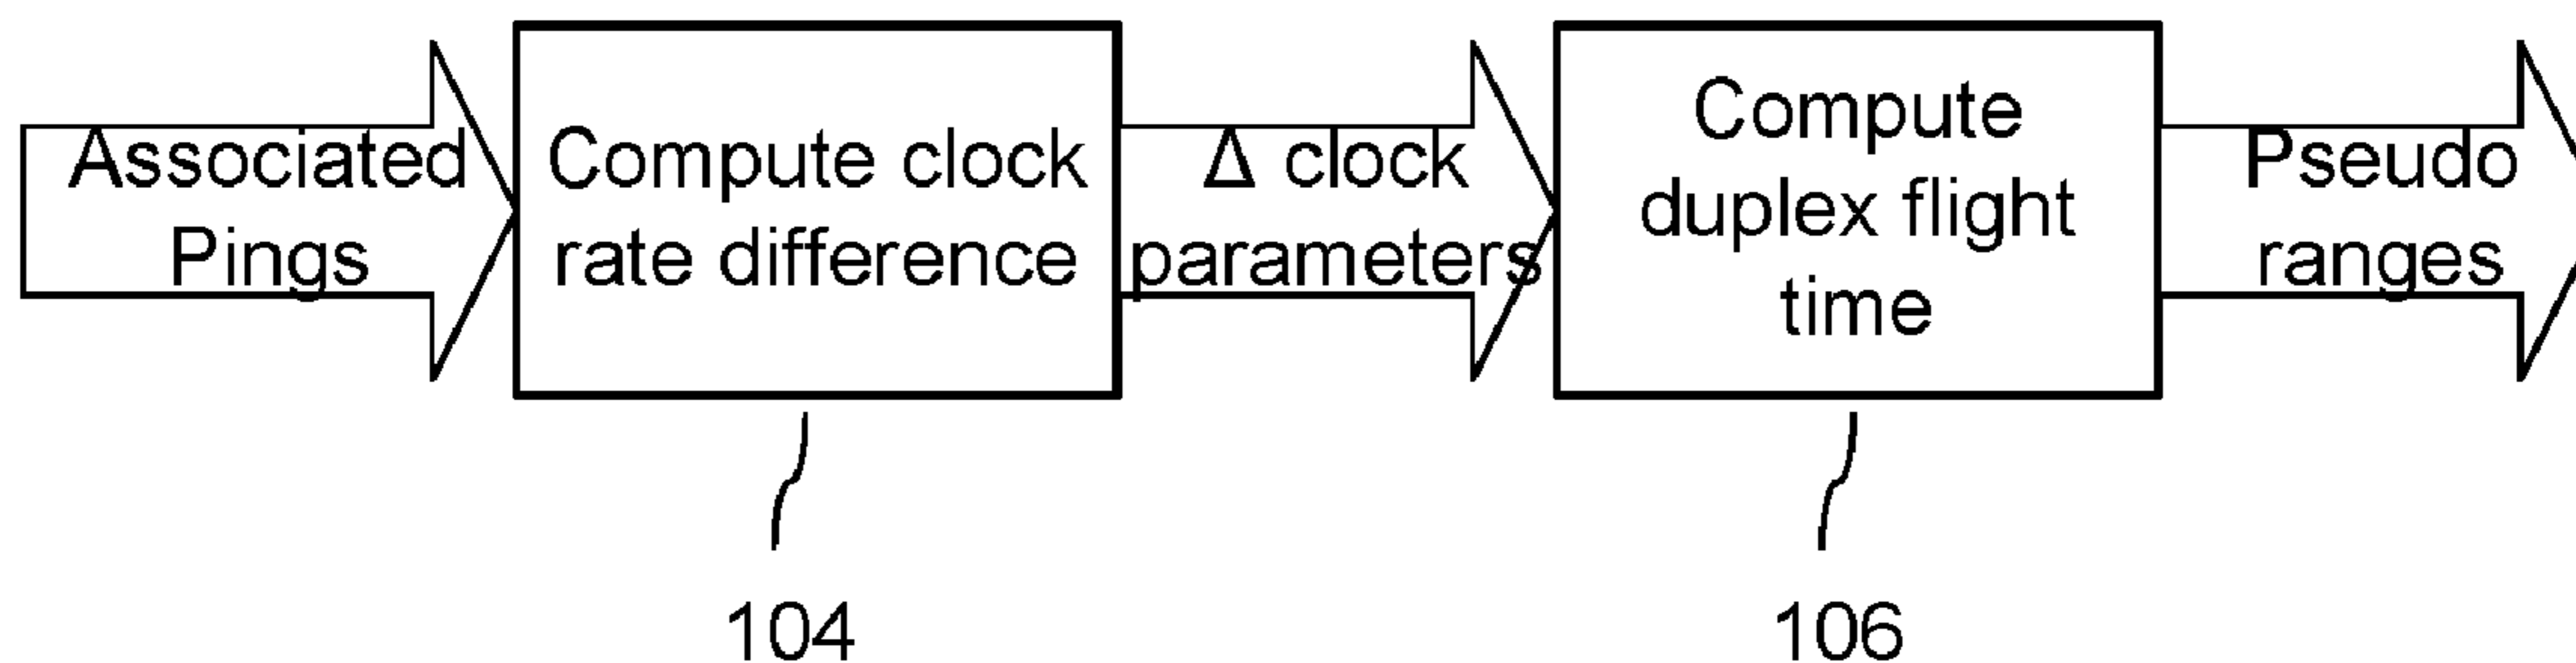 Associated
Pings
Compute clock
rate difference
Δ clock
parameters
Compute
duplex flight
time
Pseudo
ranges
104
106